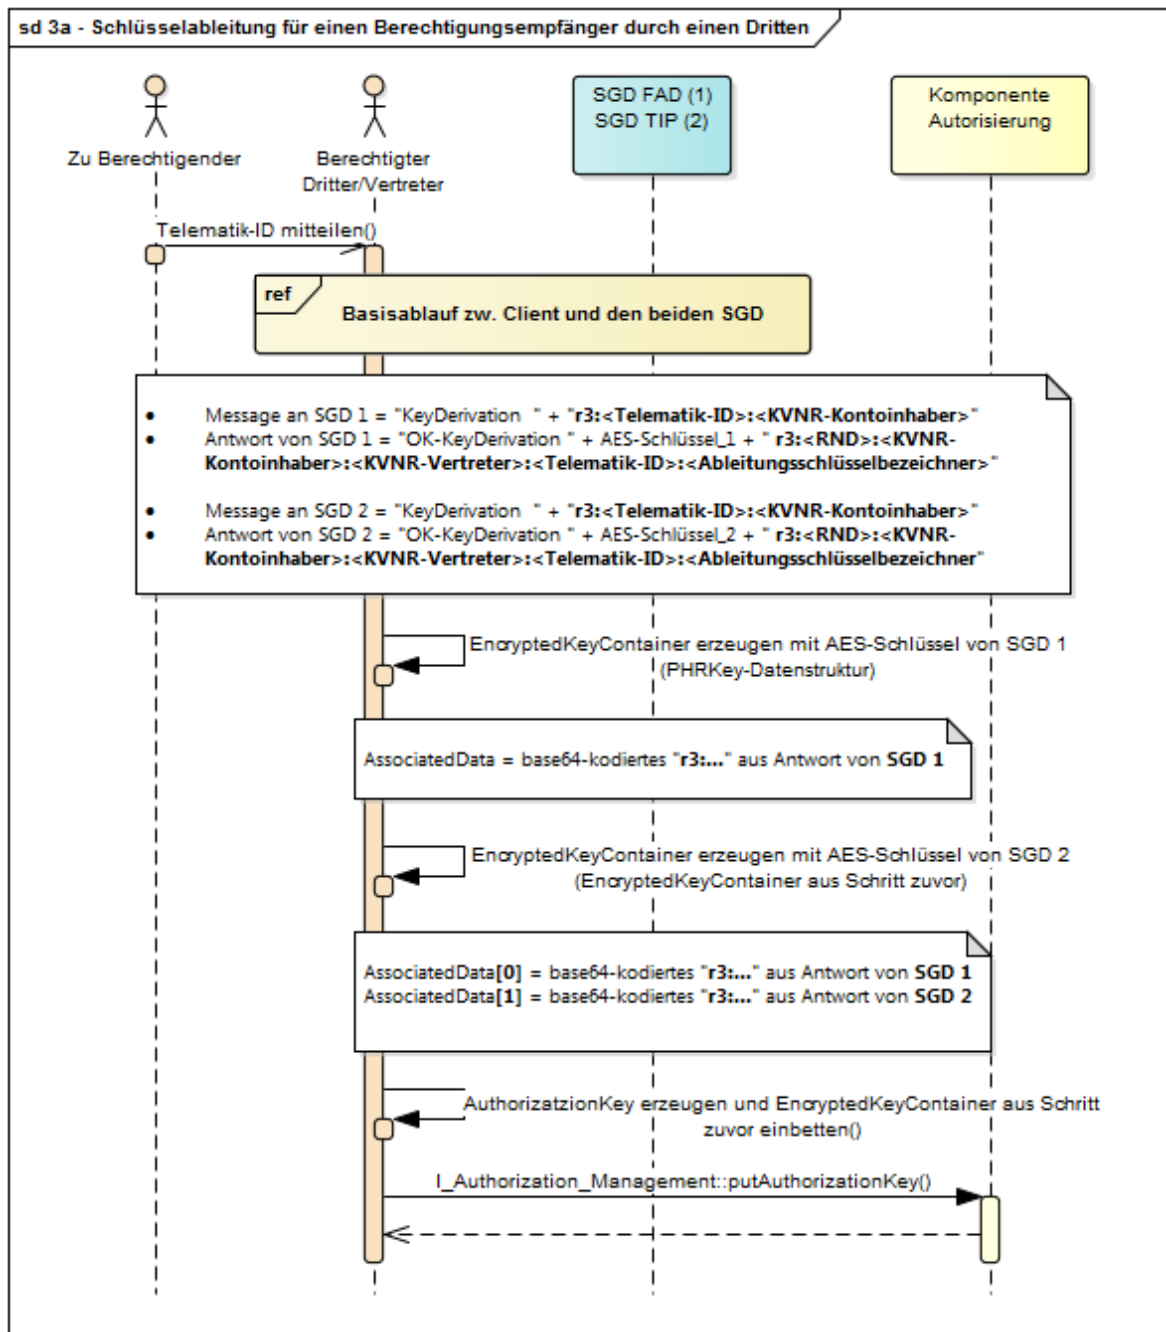 sd 3a - Schlüsselableitung für einen Berechtigungsempfänger durch einen Dritten
SGD FAD (1)
SGD TIP (2)
Komponente
Autorisierung
Zu Berechtigender
Berechtigter
Dritter/Vertreter
Telematik-ID mitteilen()
ref
Basisablauf zw. Client und den beiden SGD
• Message an SGD 1 = "KeyDerivation " + "r3:<Telematik-ID>:<KVNR-Kontoinhaber>"
• Antwort von SGD 1 = "OK-KeyDerivation " + AES-Schlüssel_1 + " r3:<RND>:<KVNR-
Kontoinhaber>:<KVNR-Vertreter>:<Telematik-ID>:<Ableitungsschlüsselbezeichner>"
• Message an SGD 2 = "KeyDerivation " + "r3:<Telematik-ID>:<KVNR-Kontoinhaber>"
• Antwort von SGD 2 = "OK-KeyDerivation " + AES-Schlüssel_2 + " r3:<RND>:<KVNR-
Kontoinhaber>:<KVNR-Vertreter>:<Telematik-ID>:<Ableitungsschlüsselbezeichner"
EncryptedKeyContainer erzeugen mit AES-Schlüssel von SGD 1
(PHRKey-Datenstruktur)
AssociatedData = base64-kodiertes "r3:..." aus Antwort von SGD 1
EncryptedKeyContainer erzeugen mit AES-Schlüssel von SGD 2
(EncryptedKeyContainer aus Schritt zuvor)
AssociatedData[0] = base64-kodiertes "r3:..." aus Antwort von SGD 1
AssociatedData[1] = base64-kodiertes "r3:..." aus Antwort von SGD 2
AuthorizatzionKey erzeugen und EncryptedKeyContainer aus Schritt
zuvor einbetten()
I_Authorization_Management::putAuthorizationKey()